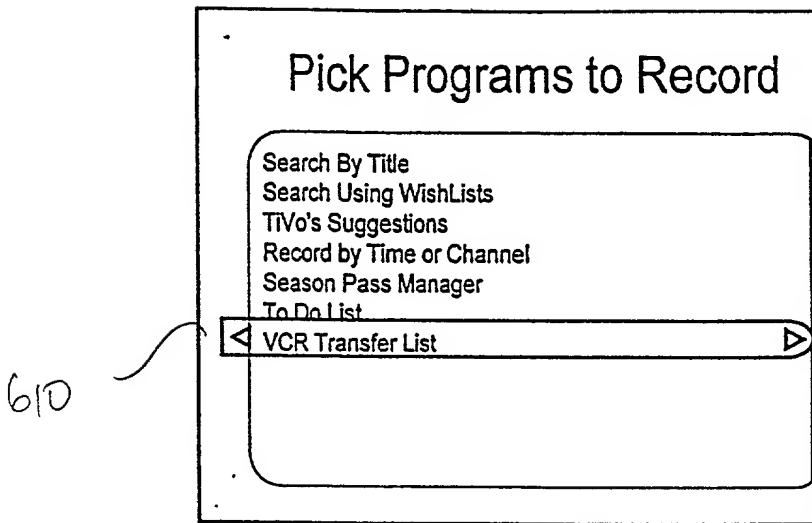 Pick Programs to Record
Search By Title
Search Using WishLists
TiVo's Suggestions
Record by Time or Channel
Season Pass Manager
To Do List
VCR Transfer List
610